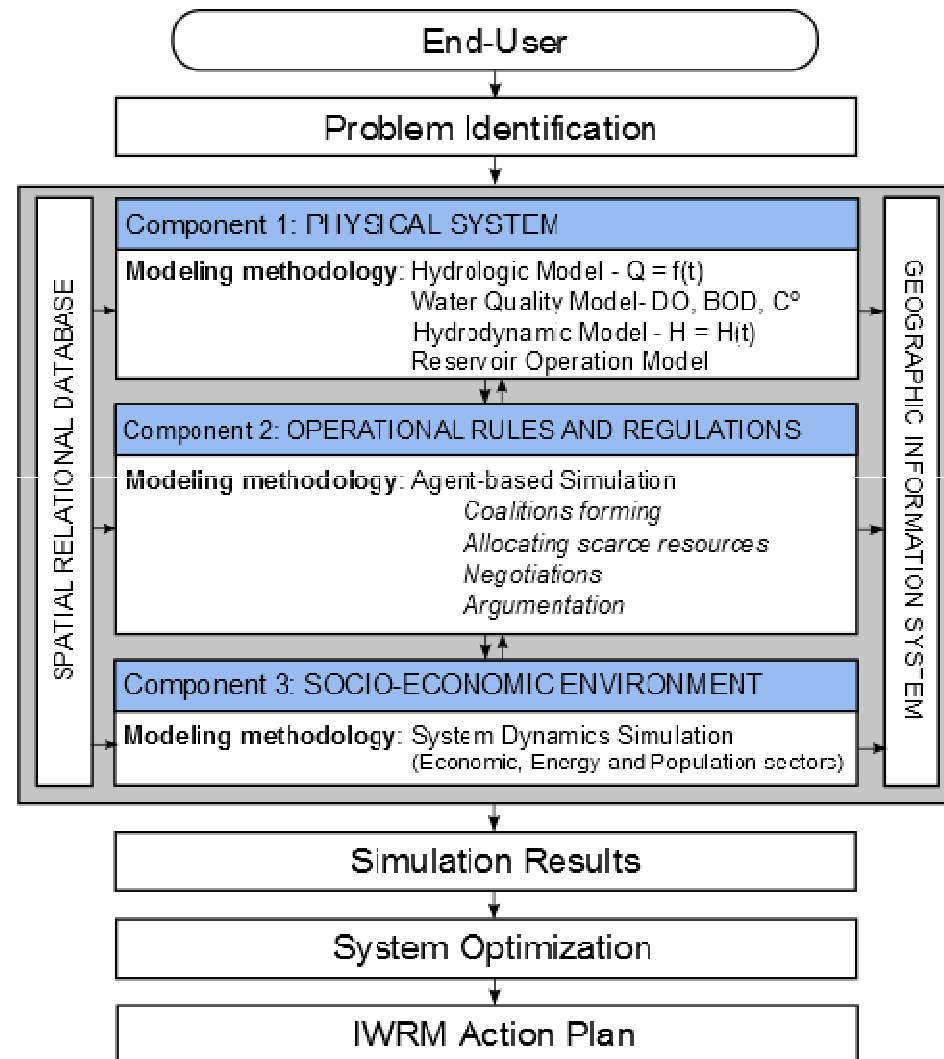 End-User
Problem Identification
SPATIAL RELATIONAL DATABASE
Component 1: PHYSICAL SYSTEM
Modeling methodology: Hydrologic Model - Q = f(t)
Water Quality Model- DO, BOD, Cº
Hydrodynamic Model - H = H(t)
Reservoir Operation Model
Component 2: OPERATIONAL RULES AND REGULATIONS
Modeling methodology: Agent-based Simulation
Coalitions forming
Allocating scarce resources
Negotiations
Argumentation
Component 3: SOCIO-ECONOMIC ENVIRONMENT
Modeling methodology: System Dynamics Simulation
(Economic, Energy and Population sectors)
GEOGRAPHIC INFORMATION SYSTEM
Simulation Results
System Optimization
IWRM Action Plan